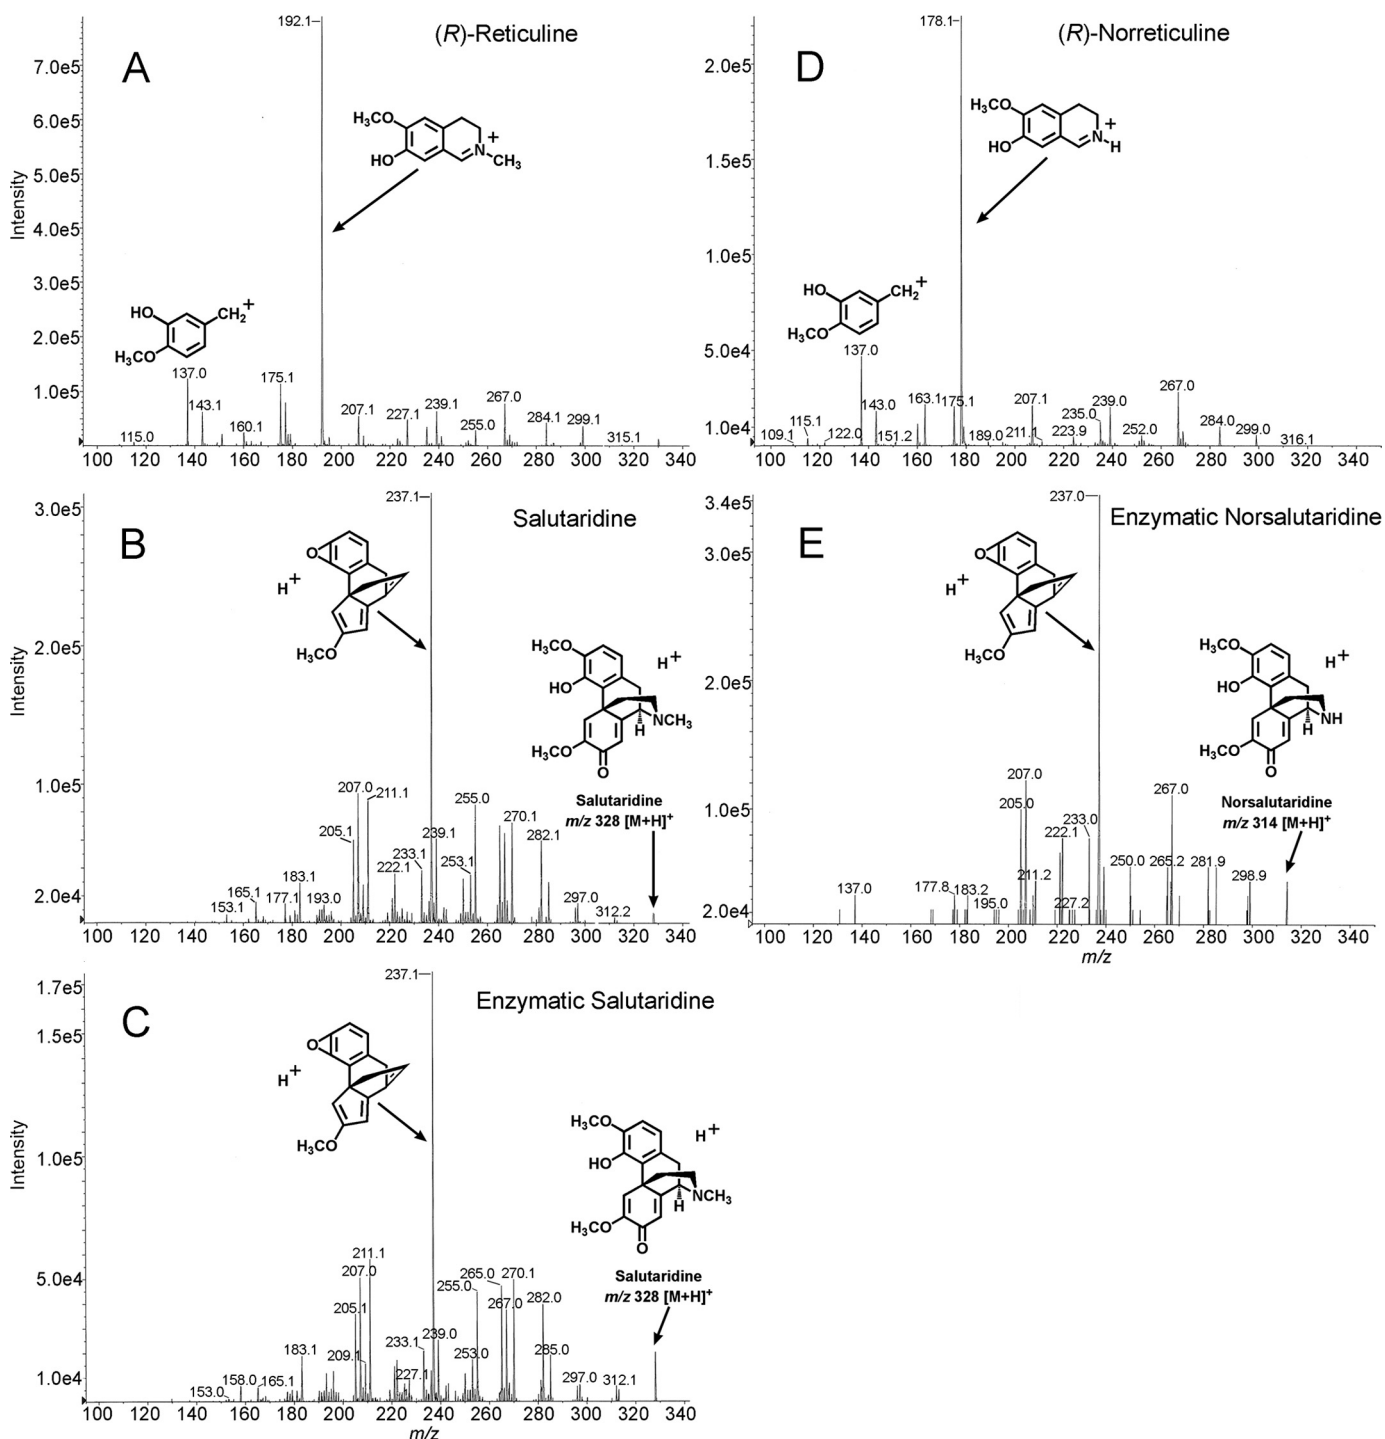 A
(R)-Reticuline
Intensity
7.0e5
6.0e5
5.0e5
4.0e5
3.0e5
2.0e5
1.0e5
192.1
H₃CO
HO
N
+
CH₃
HO
CH₂⁺
H₃CO
137.0
175.1
143.1
115.0
160.1
207.1
227.1
239.1
255.0
267.0
284.1
299.1
315.1
100 120 140 160 180 200 220 240 260 280 300 320 340
D
(R)-Norreticuline
2.0e5
1.5e5
1.0e5
5.0e4
1.0e4
178.1
H₃CO
HO
N
+
H
HO
CH₂⁺
H₃CO
137.0
109.1
115.1
122.0
143.0
151.2
163.1
175.1
189.0
207.1
211.1
223.9
235.0
239.0
252.0
267.0
284.0
299.0
316.1
100 120 140 160 180 200 220 240 260 280 300 320 340
B
Salutaridine
Intensity
3.0e5
2.0e5
1.0e5
2.0e4
237.1
O
H⁺
H₃CO
H₃CO
HO
H⁺
NCH₃
H
H₃CO
O
Salutaridine
m/z 328 [M+H]⁺
153.1
165.1
177.1
183.1
193.0
205.1
207.0
211.1
222.1
233.1
239.1
253.1
255.0
270.1
282.1
297.0
312.2
100 120 140 160 180 200 220 240 260 280 300 320 340
E
Enzymatic Norsalutaridine
3.4e5
3.0e5
2.0e5
1.0e5
2.0e4
237.0
O
H⁺
H₃CO
H₃CO
HO
H⁺
NH
H
H₃CO
O
Norsalutaridine
m/z 314 [M+H]⁺
137.0
177.8
183.2
195.0
205.0
207.0
211.2
222.1
227.2
233.0
250.0
265.2
267.0
281.9
298.9
100 120 140 160 180 200 220 240 260 280 300 320 340
m/z
C
Enzymatic Salutaridine
Intensity
1.7e5
1.5e5
1.0e5
5.0e4
1.0e4
237.1
O
H⁺
H₃CO
H₃CO
HO
H⁺
NCH₃
H
H₃CO
O
Salutaridine
m/z 328 [M+H]⁺
153.0
158.0
165.1
183.1
205.1
207.0
209.1
211.1
227.1
233.1
239.0
253.0
255.0
265.0
267.0
270.1
282.0
285.0
297.0
312.1
100 120 140 160 180 200 220 240 260 280 300 320 340
m/z